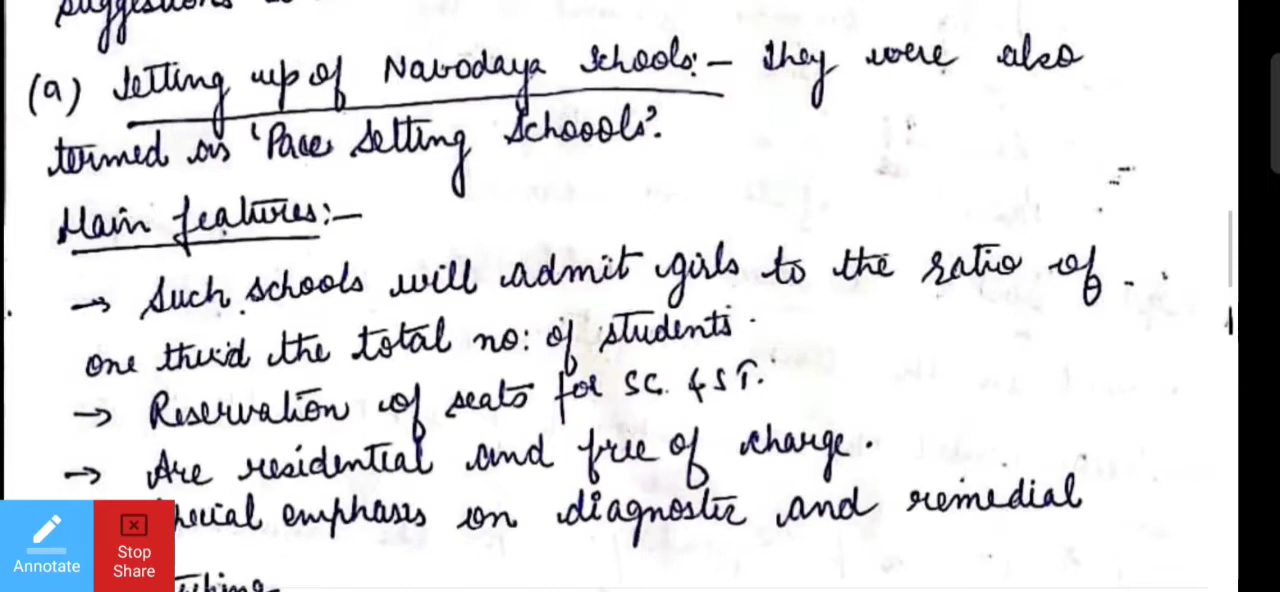 suggestions
(a) Setting up of Navodaya Schools:- They were also
termed as 'Pace Setting Schoools'.
Main features:-
→ Such schools will admit girls to the ratio of
one third the total no: of students.
→ Reservation of seats for SC. & ST.
→ Are residential and free of charge.
emphasis on diagnostic and remedial
Annotate
Stop
Share